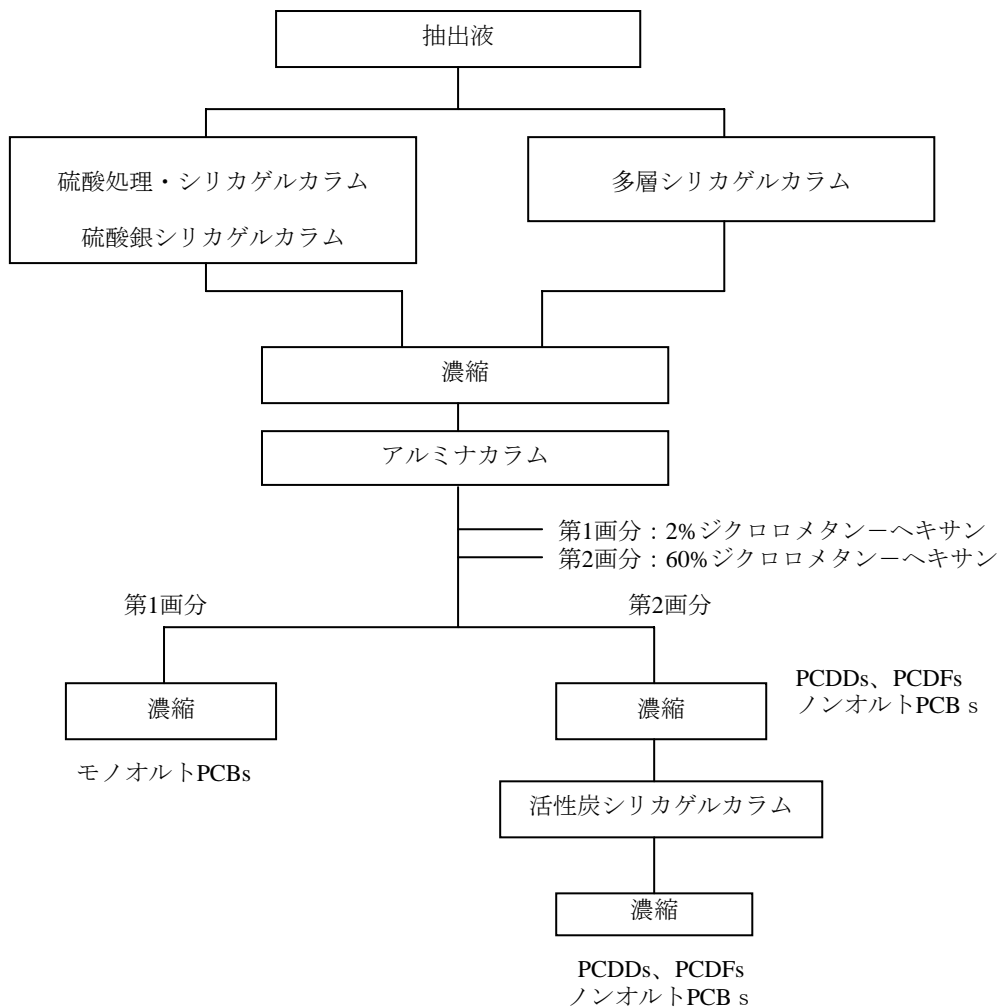 抽出液
硫酸処理・シリカゲルカラム
硫酸銀シリカゲルカラム
多層シリカゲルカラム
濃縮
アルミナカラム
第1画分：2%ジクロロメタン－ヘキサン
第2画分：60%ジクロロメタン－ヘキサン
第1画分
第2画分
濃縮
モノオルトPCBs
濃縮
PCDDs、PCDFs
ノンオルトPCBｓ
活性炭シリカゲルカラム
濃縮
PCDDs、PCDFs
ノンオルトPCBｓ